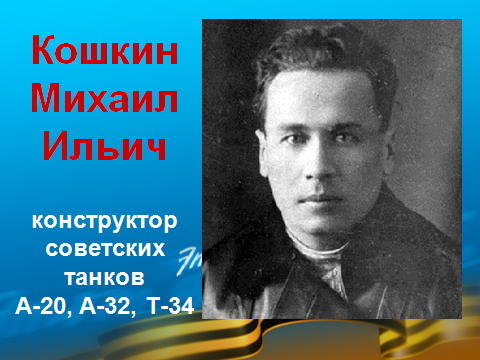 Кошкин
Михаил
Ильич
конструктор
советских
танков
А-20, А-32, Т-34